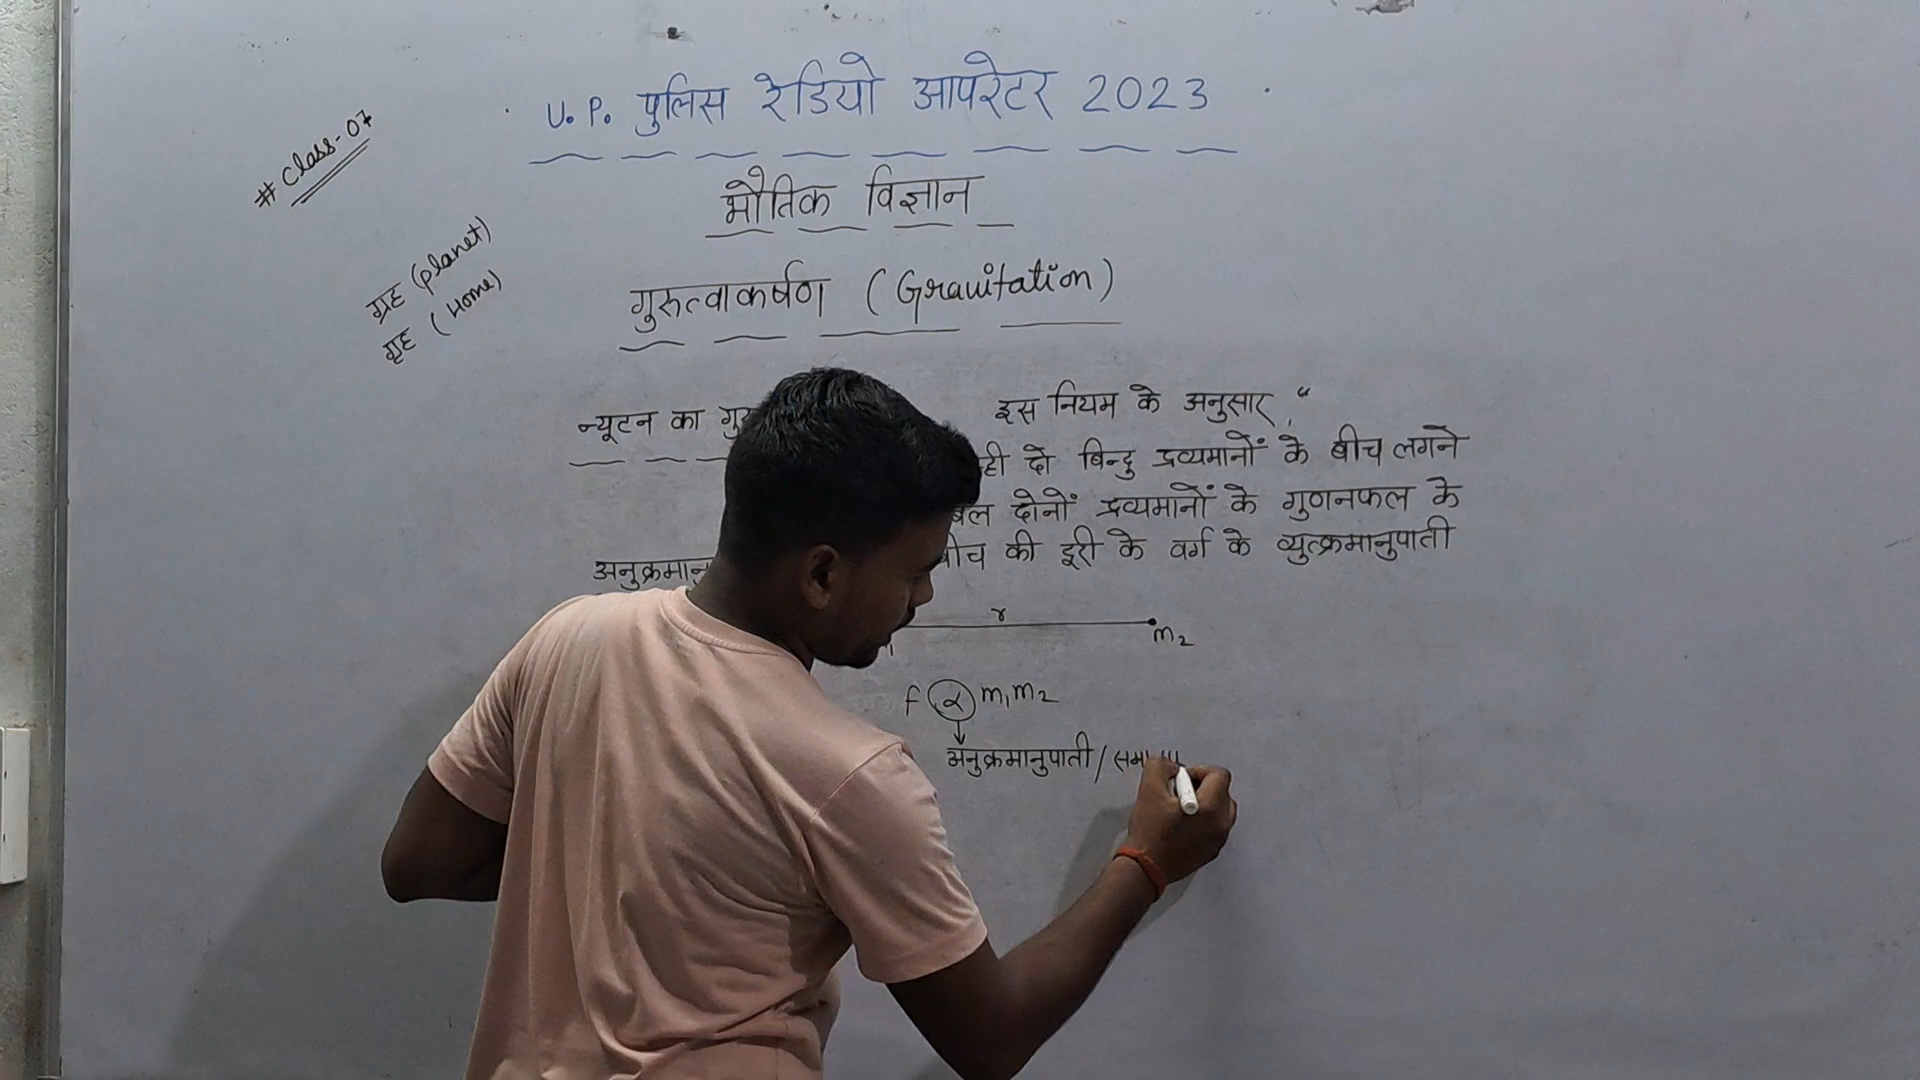 U.P. पुलिस रेडियो आपरेटर 2023
# Class-07
भौतिक विज्ञान
ग्रह (planet)
गृह (Home)
गुरुत्वाकर्षण (Gravitation)
न्यूटन का इस नियम के अनुसार, "
दो बिन्दु द्रव्यमानों के बीच लगने
बल दोनों द्रव्यमानों के गुणनफल के
बीच की दूरी के वर्ग के व्युत्क्रमानुपाती
r
m₂
F ∝ m₁m₂
अनुक्रमानुपाती /